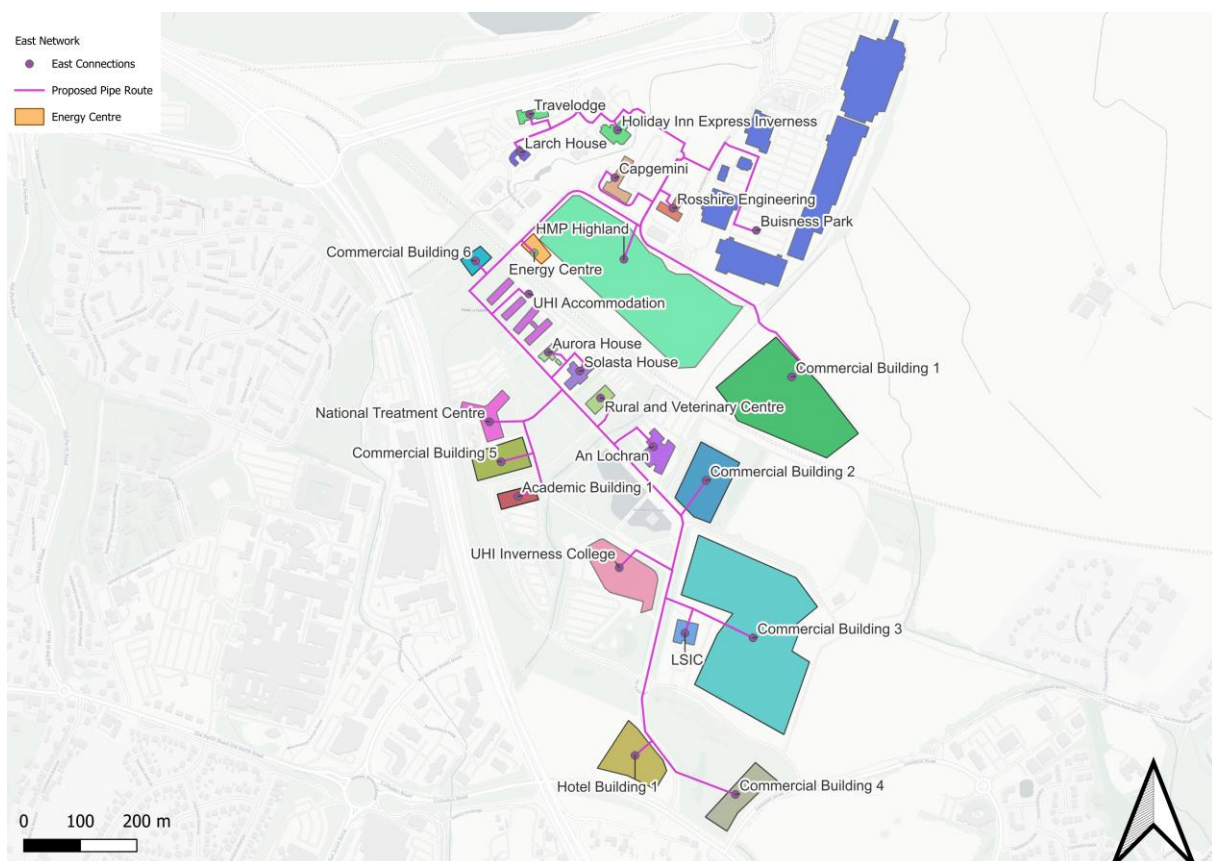 East Network
East Connections
Proposed Pipe Route
Energy Centre
Travelodge
Holiday Inn Express Inverness
Larch House
Capgemini
Rosshire Engineering
HMP Highland
Buisness Park
Commercial Building 6
Energy Centre
UHI Accommodation
Aurora House
Solasta House
Commercial Building 1
National Treatment Centre
Rural and Veterinary Centre
Commercial Building 5
An Lochran
Commercial Building 2
Academic Building 1
UHI Inverness College
Commercial Building 3
LSIC
Hotel Building 1
Commercial Building 4
0 100 200 m